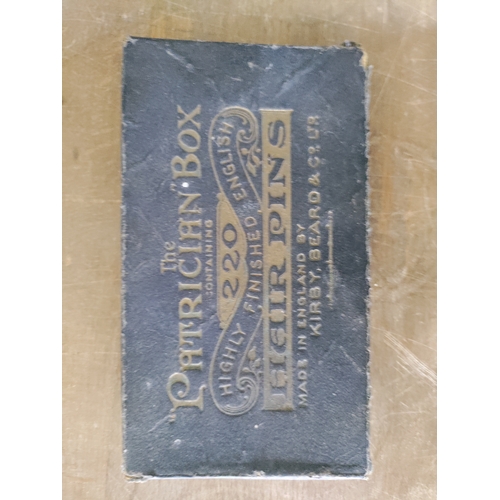 The
"PATRICIAN" BOX
CONTAINING
220
HIGHLY FINISHED ENGLISH
HAIR PINS
MADE IN ENGLAND BY
KIRBY, BEARD & Co. LTD